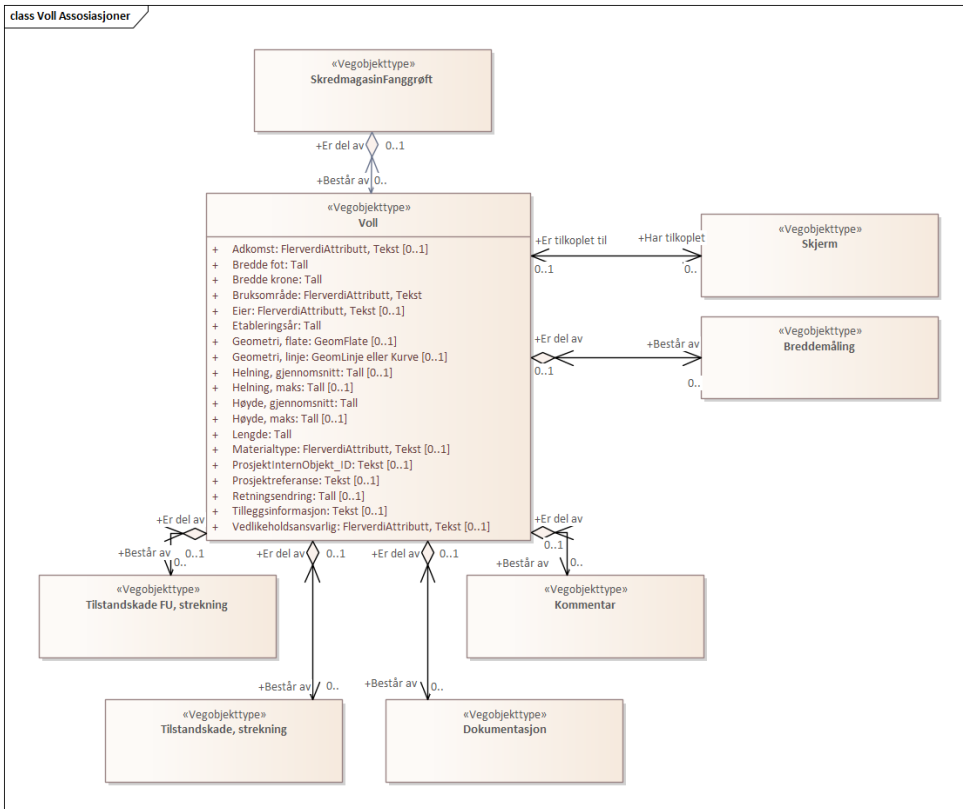 class Voll Assosiasjoner
«Vegobjekttype»
SkredmagasinFanggrøft
+Er del av
0..1
+Består av
0..
«Vegobjekttype»
Voll
+ Adkomst: FlerverdiAttributt, Tekst [0..1]
+ Bredde fot: Tall
+ Bredde krone: Tall
+ Bruksområde: FlerverdiAttributt, Tekst
+ Eier: FlerverdiAttributt, Tekst [0..1]
+ Etableringsår: Tall
+ Geometri, flate: GeomFlate [0..1]
+ Geometri, linje: GeomLinje eller Kurve [0..1]
+ Helning, gjennomsnitt: Tall [0..1]
+ Helning, maks: Tall [0..1]
+ Høyde, gjennomsnitt: Tall
+ Høyde, maks: Tall [0..1]
+ Lengde: Tall
+ Materialtype: FlerverdiAttributt, Tekst [0..1]
+ ProsjektInternObjekt_ID: Tekst [0..1]
+ Prosjektreferanse: Tekst [0..1]
+ Retningsendring: Tall [0..1]
+ Tilleggsinformasjon: Tekst [0..1]
+ Vedlikeholdsansvarlig: FlerverdiAttributt, Tekst [0..1]
+Er tilkoplet til
+Har tilkoplet
0..1
0..
«Vegobjekttype»
Skjerm
+Er del av
+Består av
0..1
0..
«Vegobjekttype»
Breddemåling
+Er del av
0..1
+Består av
0..
«Vegobjekttype»
Tilstandskade FU, strekning
+Er del av
0..1
+Består av
0..
«Vegobjekttype»
Tilstandskade, strekning
+Er del av
0..1
+Består av
0..
«Vegobjekttype»
Dokumentasjon
+Er del av
0..1
+Består av
0..
«Vegobjekttype»
Kommentar